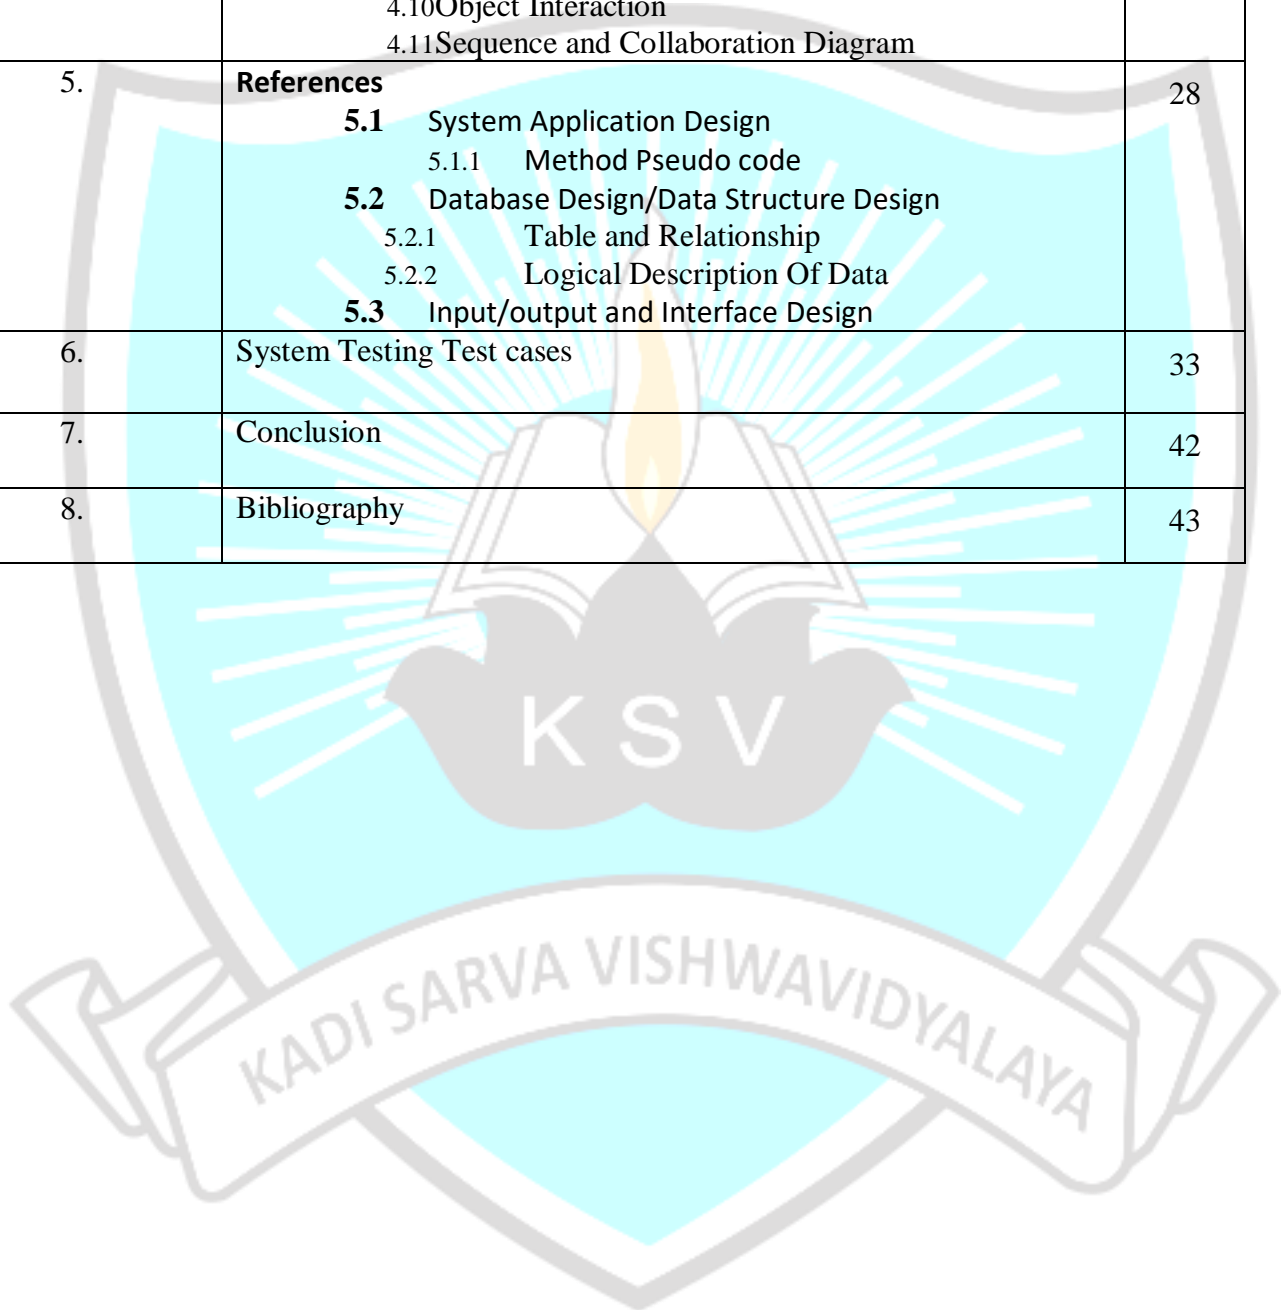 4.10Object Interaction
4.11Sequence and Collaboration Diagram
5. References 28
5.1 System Application Design
5.1.1 Method Pseudo code
5.2 Database Design/Data Structure Design
5.2.1 Table and Relationship
5.2.2 Logical Description Of Data
5.3 Input/output and Interface Design
6. System Testing Test cases 33
7. Conclusion 42
8. Bibliography 43
K S V
KADI SARVA VISHWAVIDYALAYA